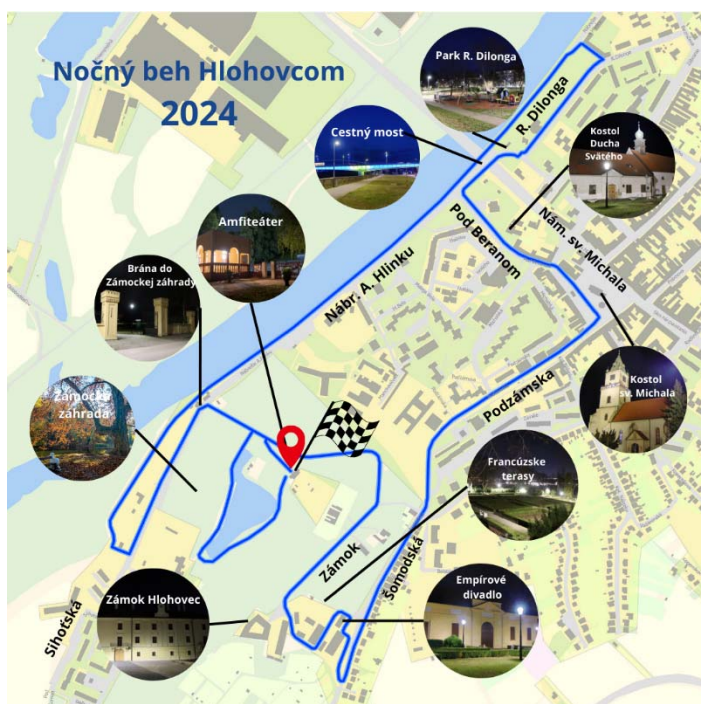 Nočný beh Hlohovcom
2024
Park R. Dilonga
R. Dilonga
Cestný most
Kostol
Ducha
Svätého
Amfiteáter
Pod Beranom
Nám. sv. Michala
Brána do
Zámockej záhrady
Nábr. A. Hlinku
Zámocká
záhrada
Kostol
sv. Michala
Podzámska
Francúzske
terasy
Zámok
Šomodská
Zámok Hlohovec
Empírové
divadlo
Sihoťská